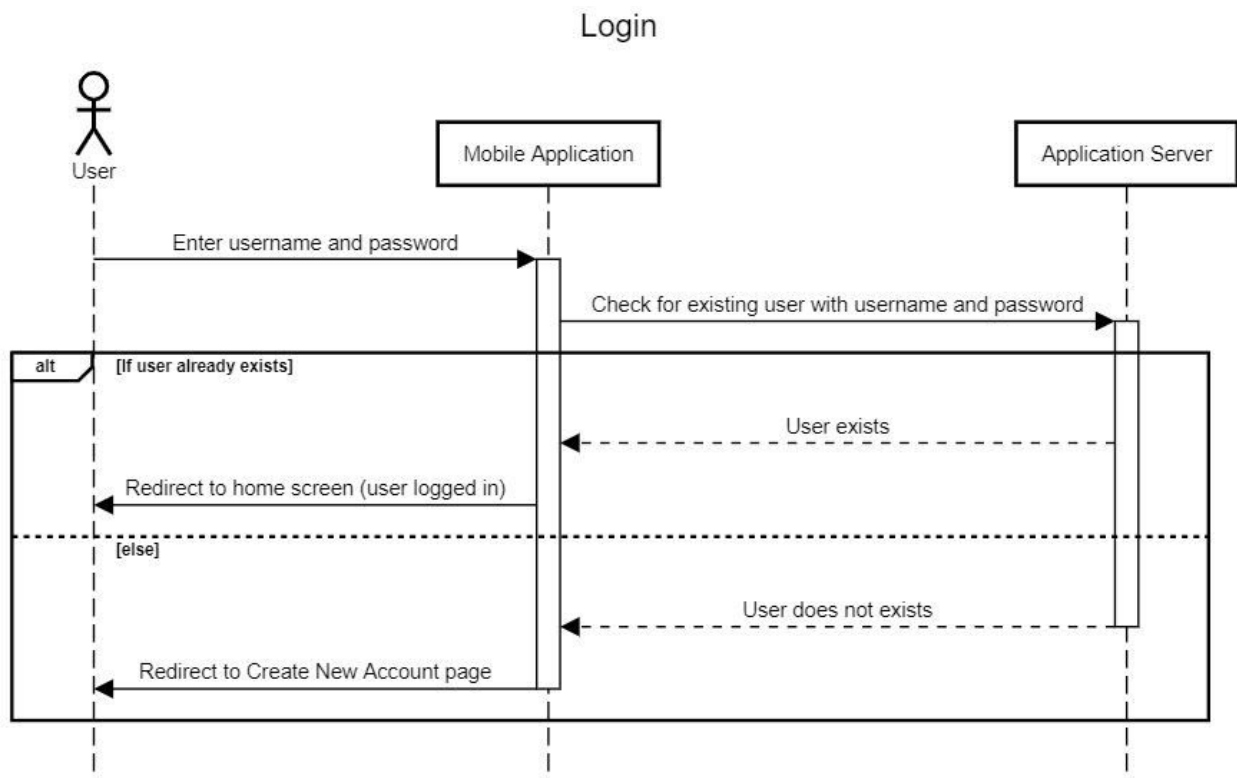 Login
User
Mobile Application
Application Server
Enter username and password
Check for existing user with username and password
alt
[If user already exists]
User exists
Redirect to home screen (user logged in)
[else]
User does not exists
Redirect to Create New Account page